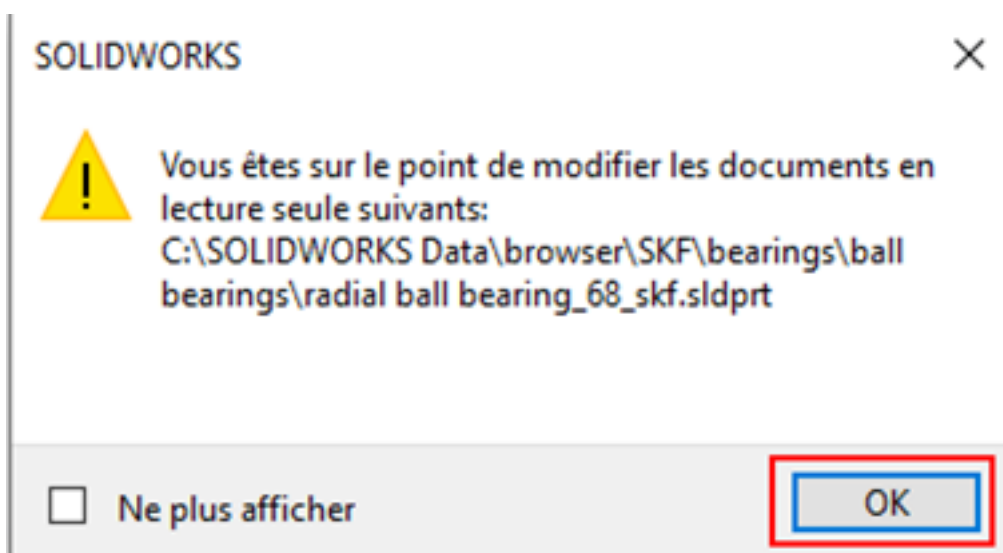 SOLIDWORKS
Vous êtes sur le point de modifier les documents en
lecture seule suivants:
C:\SOLIDWORKS Data\browser\SKF\bearings\ball
bearings\radial ball bearing_68_skf.sldprt
Ne plus afficher
OK